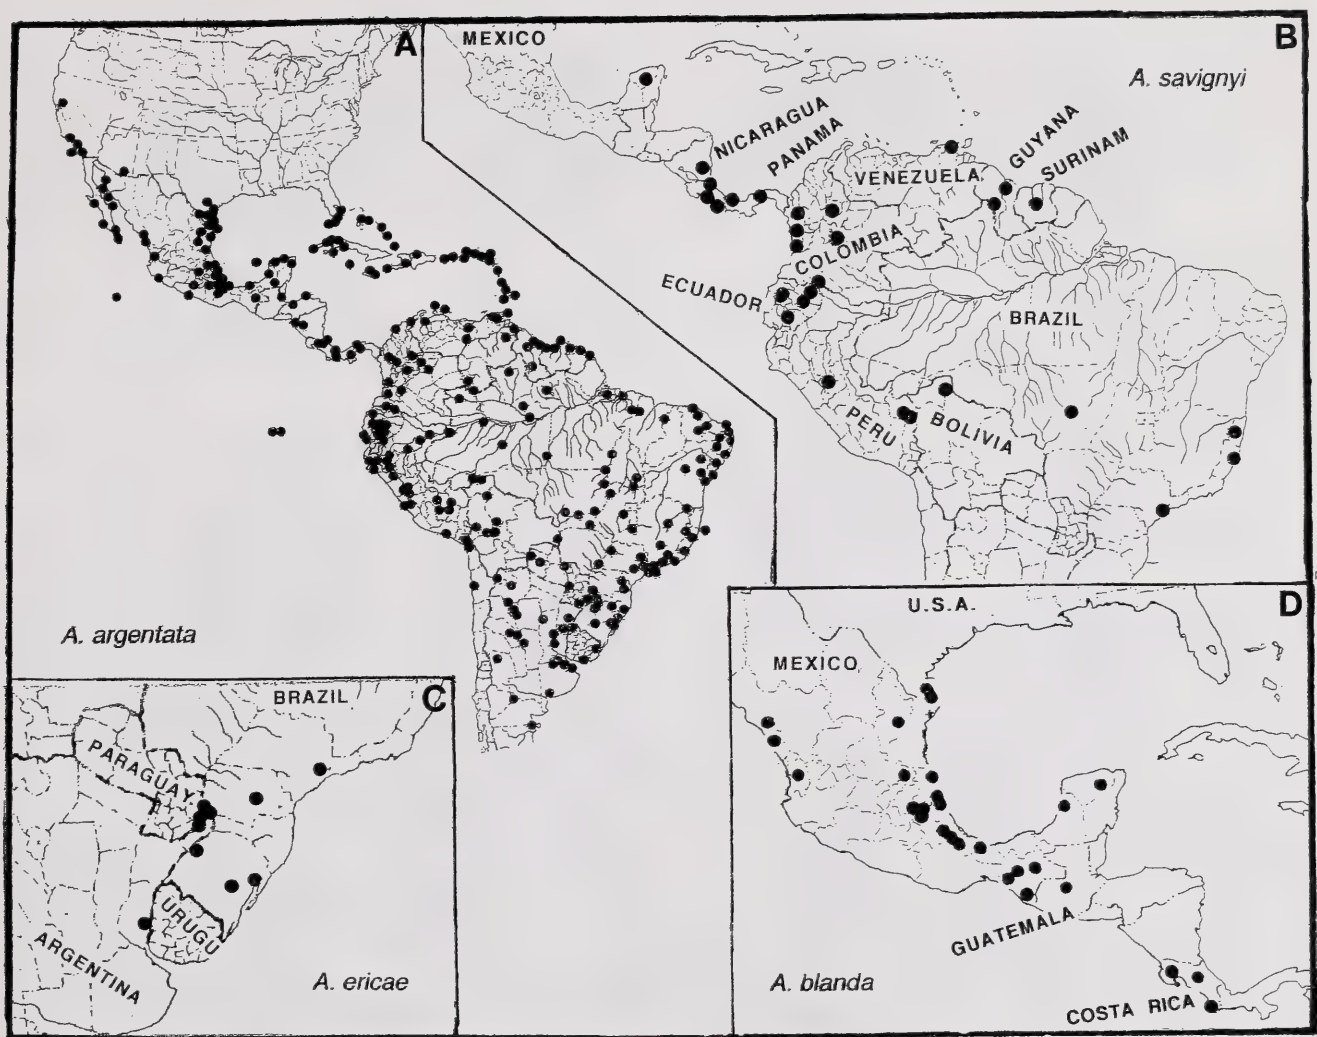 A
A. argentata
B
MEXICO
A. savignyi
NICARAGUA
PANAMA
GUYANA
SURINAM
VENEZUELA
COLOMBIA
ECUADOR
BRAZIL
PERU
BOLIVIA
C
BRAZIL
PARAGUAY
URUGU
ARGENTINA
A. ericae
D
U.S.A.
MEXICO
GUATEMALA
A. blanda
COSTA RICA